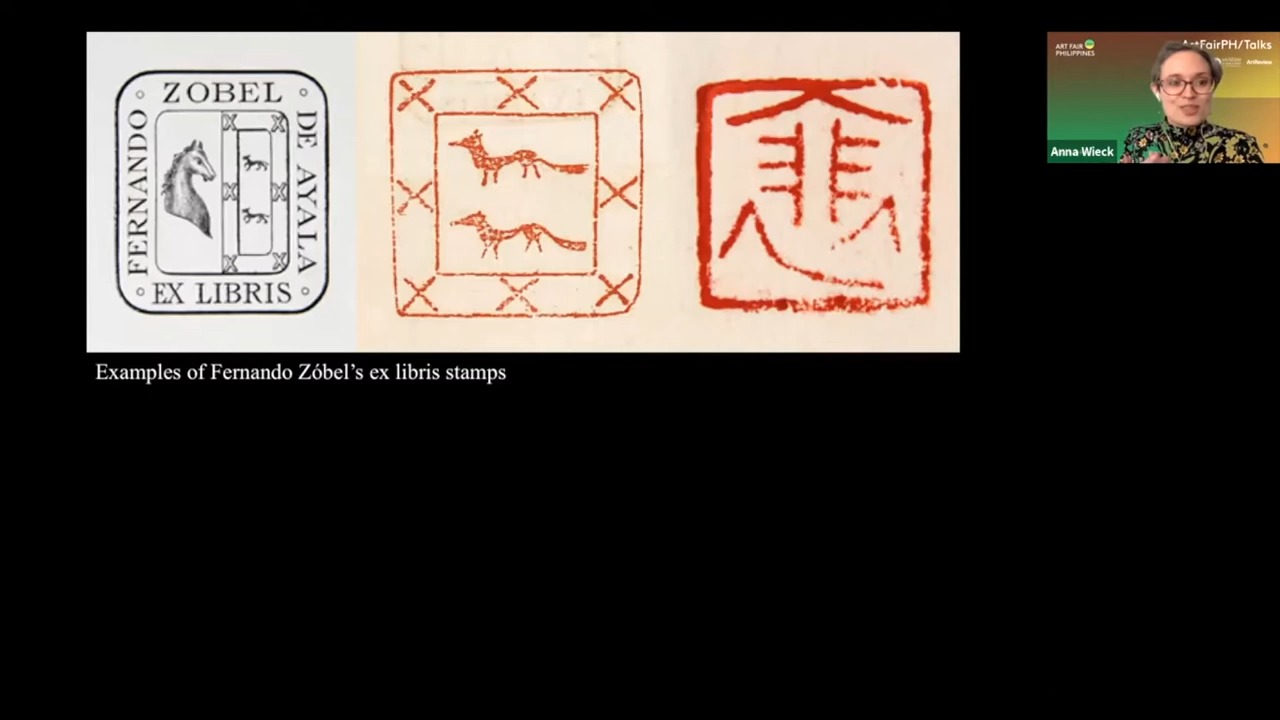 ZOBEL
FERNANDO
DE AYALA
EX LIBRIS
Examples of Fernando Zóbel’s ex libris stamps
ART FAIR
PHILIPPINES
ArtFairPH/Talks
ArtReview
Anna Wieck